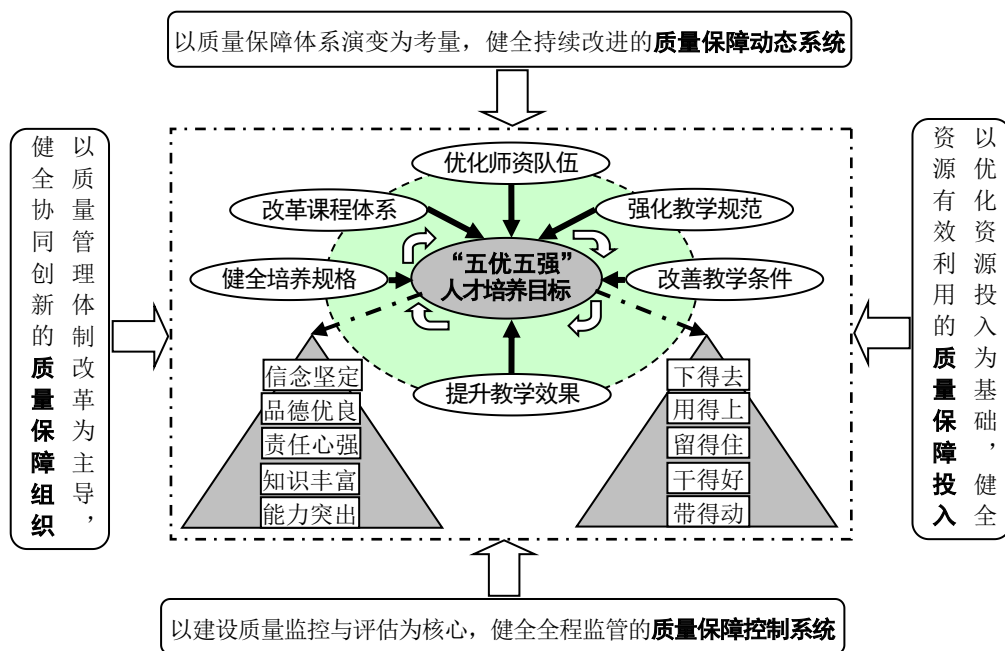 以质量保障体系演变为考量，健全持续改进的质量保障动态系统
以质量管理体制改革为主导，
健全协同创新的质量保障组织
优化师资队伍
改革课程体系
强化教学规范
健全培养规格
“五优五强”
人才培养目标
改善教学条件
提升教学效果
信念坚定
品德优良
责任心强
知识丰富
能力突出
下得去
用得上
留得住
干得好
带得动
以优化资源投入为基础，健全
资源有效利用的质量保障投入
以建设质量监控与评估为核心，健全全程监管的质量保障控制系统